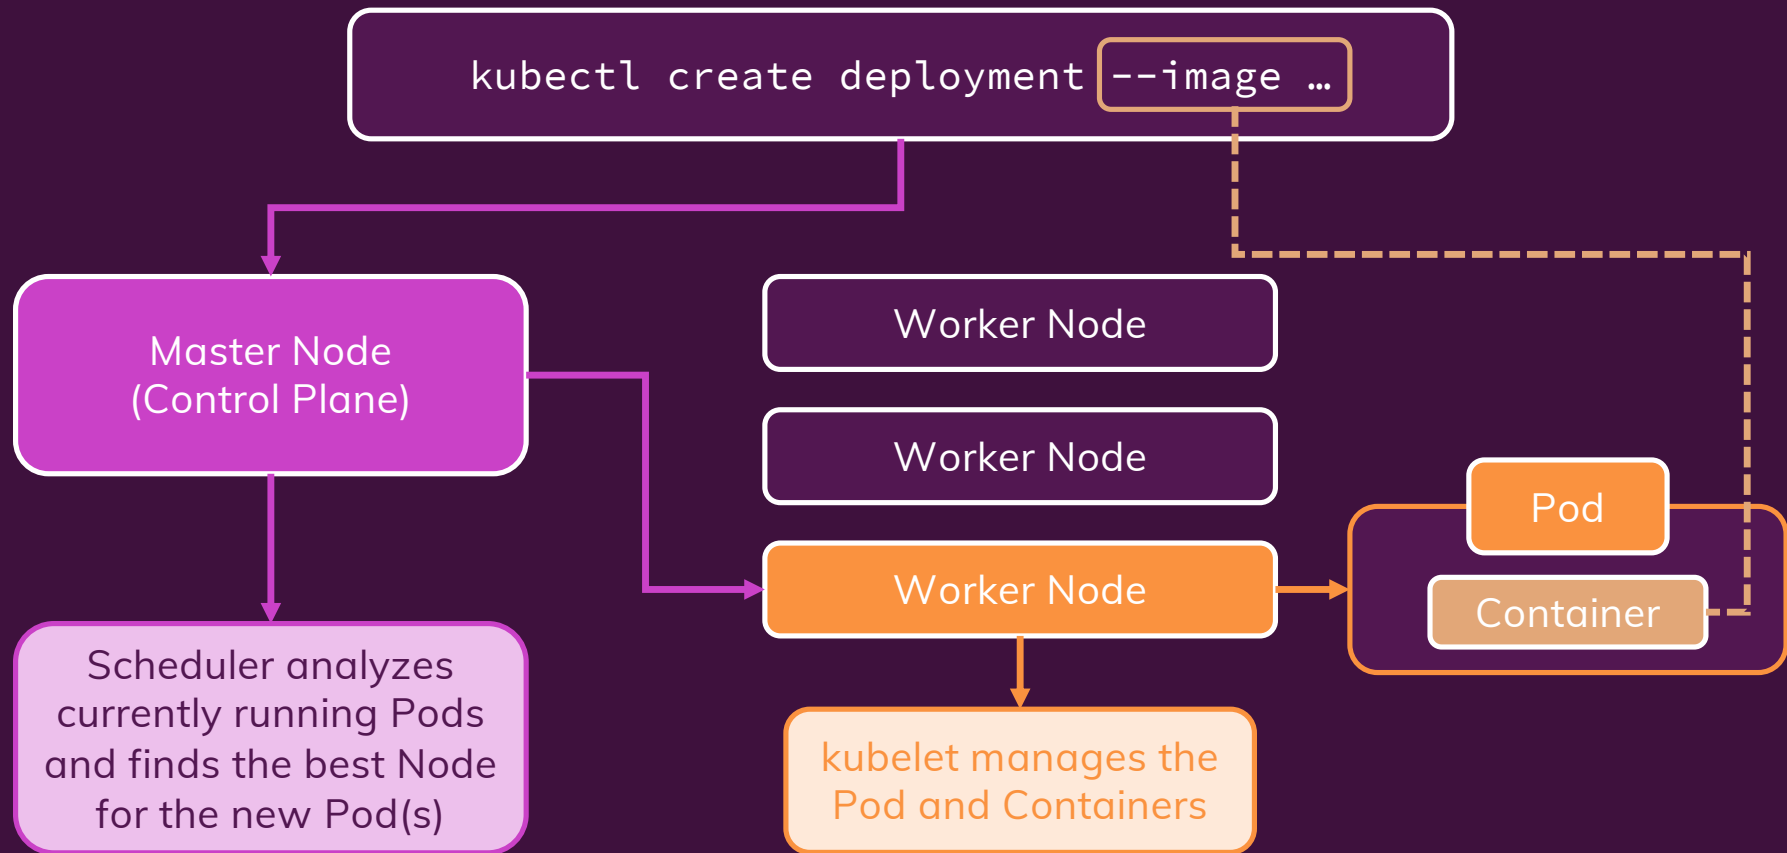 kubectl create deployment --image …
Master Node
(Control Plane)
Worker Node
Worker Node
Worker Node
Pod
Container
Scheduler analyzes
currently running Pods
and finds the best Node
for the new Pod(s)
kubelet manages the
Pod and Containers